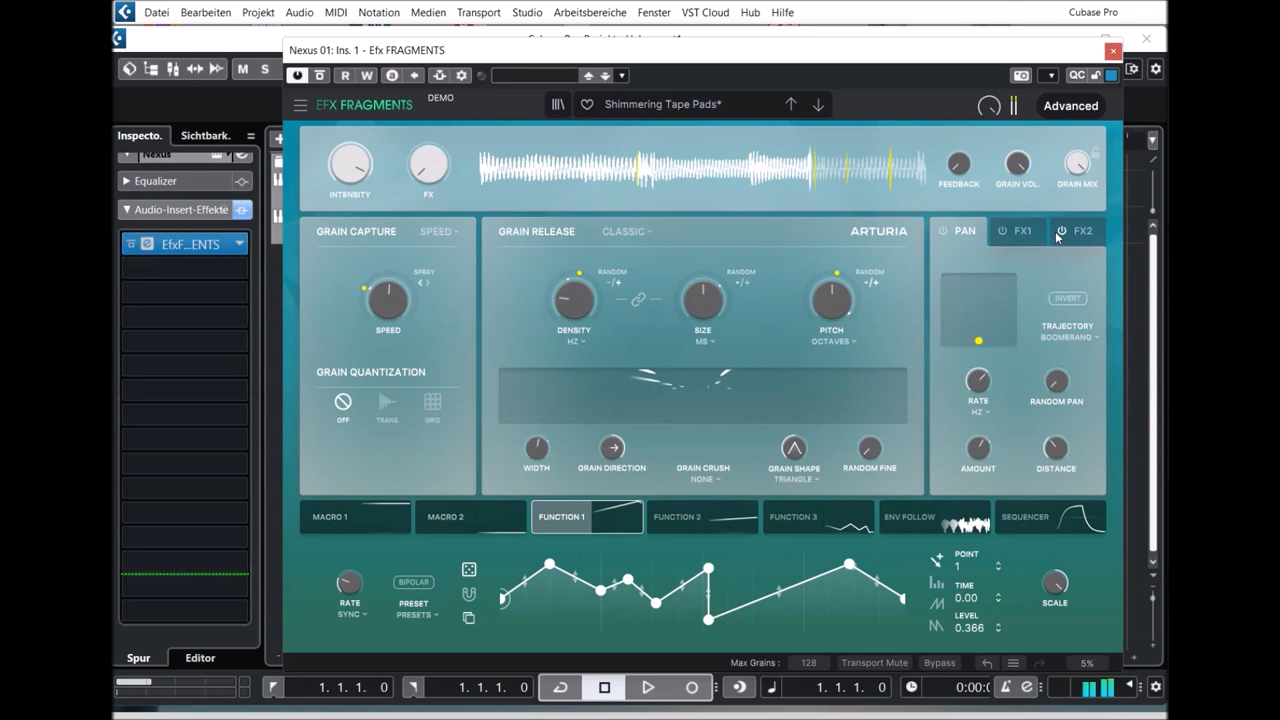 Datei Bearbeiten Projekt Audio MIDI Notation Medien Transport Studio Arbeitsbereiche Fenster VST Cloud Hub Hilfe Cubase Pro
Nexus 01: Ins. 1 - Efx FRAGMENTS
M S R W QC
EFX FRAGMENTS DEMO Shimmering Tape Pads* Advanced
Inspecto. Sichtbark.
Equalizer
Audio-Insert-Effekte
EfxF...ENTS
INTENSITY FX FEEDBACK GRAIN VOL. GRAIN MIX
GRAIN CAPTURE SPEED GRAIN RELEASE CLASSIC ARTURIA PAN FX1 FX2
SPRAY RANDOM RANDOM RANDOM
< > -/+ -/+ -/+
INVERT
SPEED DENSITY SIZE PITCH TRAJECTORY
HZ MS OCTAVES BOOMERANG
GRAIN QUANTIZATION
OFF TRANS. GRID
RATE RANDOM PAN
HZ
WIDTH GRAIN DIRECTION GRAIN CRUSH GRAIN SHAPE RANDOM FINE AMOUNT DISTANCE
NONE TRIANGLE
MACRO 1 MACRO 2 FUNCTION 1 FUNCTION 2 FUNCTION 3 ENV FOLLOW SEQUENCER
POINT
1
BIPOLAR TIME
0.00
RATE PRESET SCALE
SYNC PRESETS LEVEL
0.366
Spur Editor
Max Grains: 128 Transport Mute Bypass 5%
1. 1. 1. 0 1. 1. 1. 0 1. 1. 1. 0 0:00:0